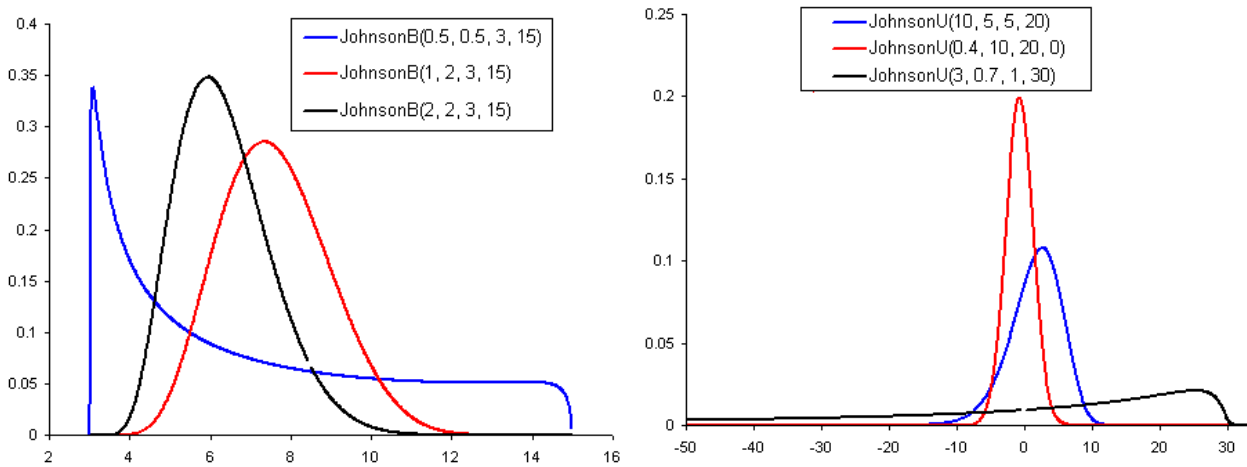 0.4
0.35
0.3
0.25
0.2
0.15
0.1
0.05
0
2 4 6 8 10 12 14 16
JohnsonB(0.5, 0.5, 3, 15)
JohnsonB(1, 2, 3, 15)
JohnsonB(2, 2, 3, 15)
0.25
0.2
0.15
0.1
0.05
0
-50 -40 -30 -20 -10 0 10 20 30
JohnsonU(10, 5, 5, 20)
JohnsonU(0.4, 10, 20, 0)
JohnsonU(3, 0.7, 1, 30)